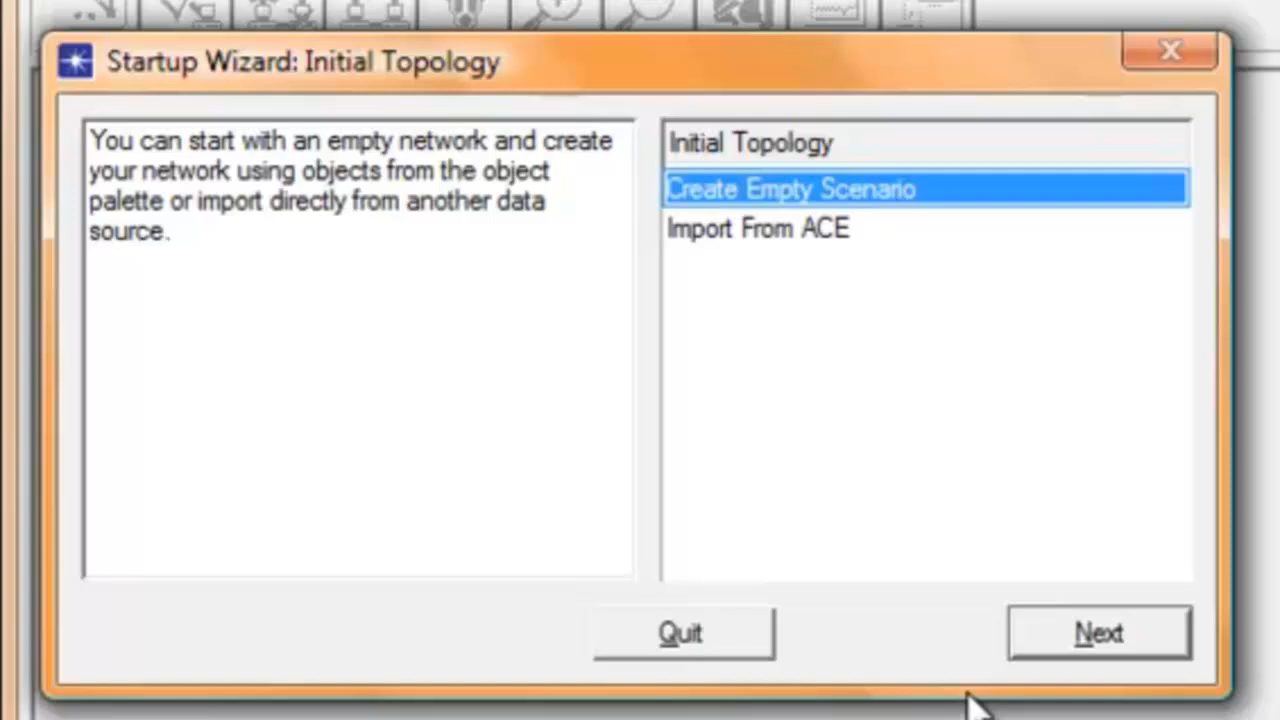 Startup Wizard: Initial Topology
You can start with an empty network and create
your network using objects from the object
palette or import directly from another data
source.
Initial Topology
Create Empty Scenario
Import From ACE
Quit
Next